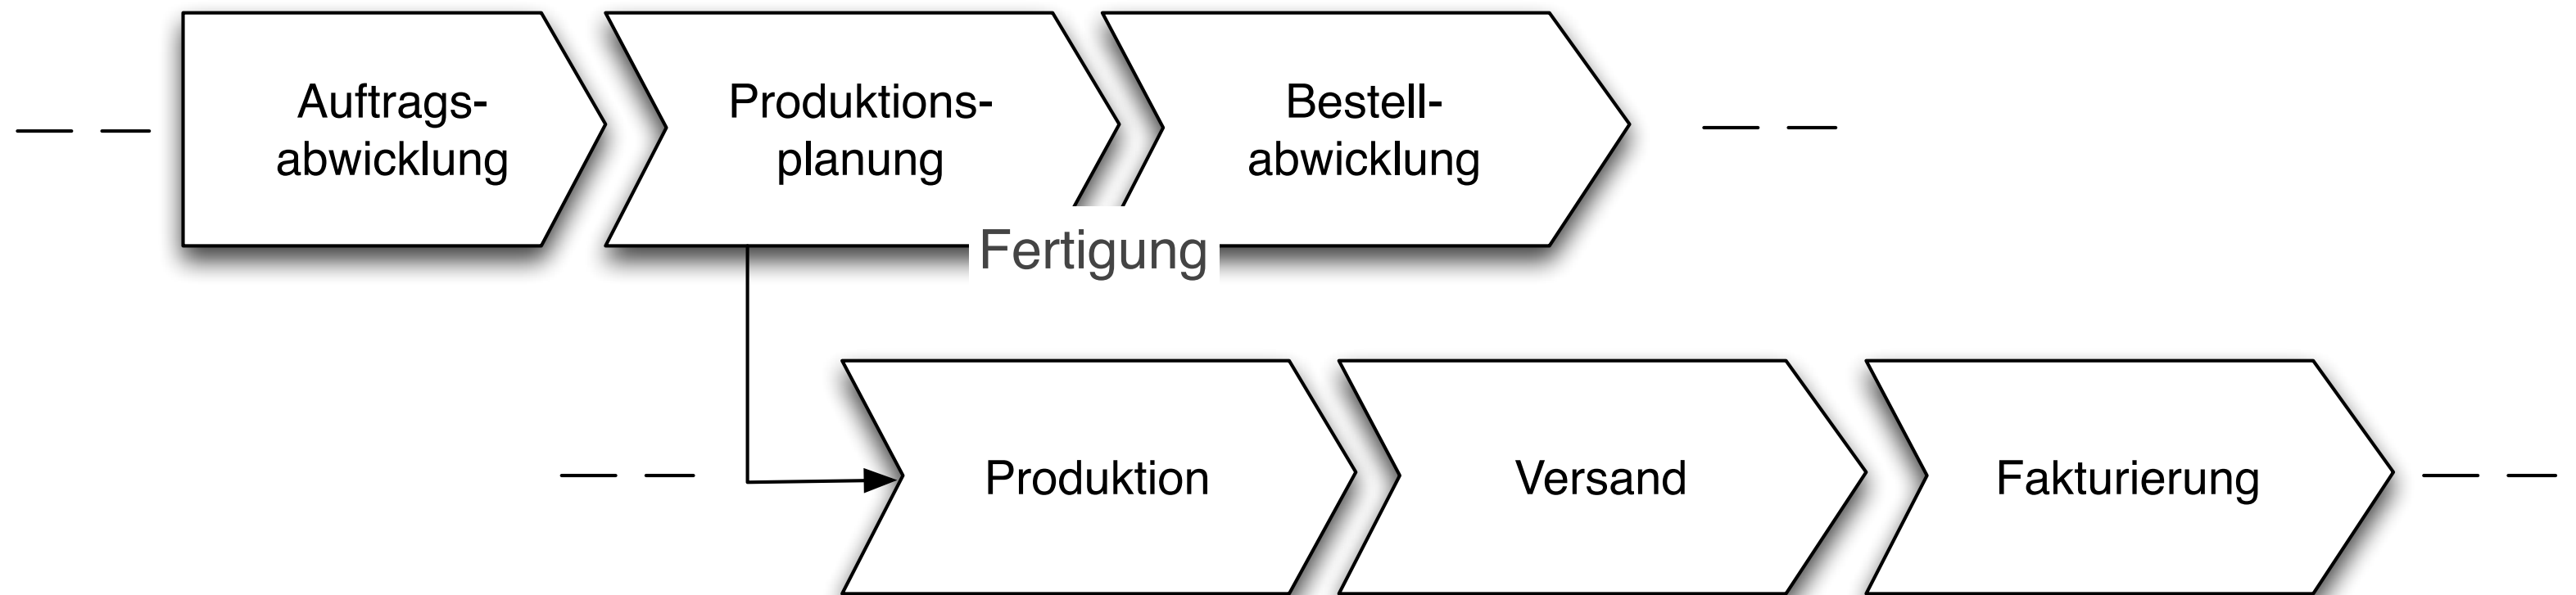 Auftrags-
abwicklung
Produktions-
planung
Bestell-
abwicklung
Fertigung
Produktion
Versand
Fakturierung